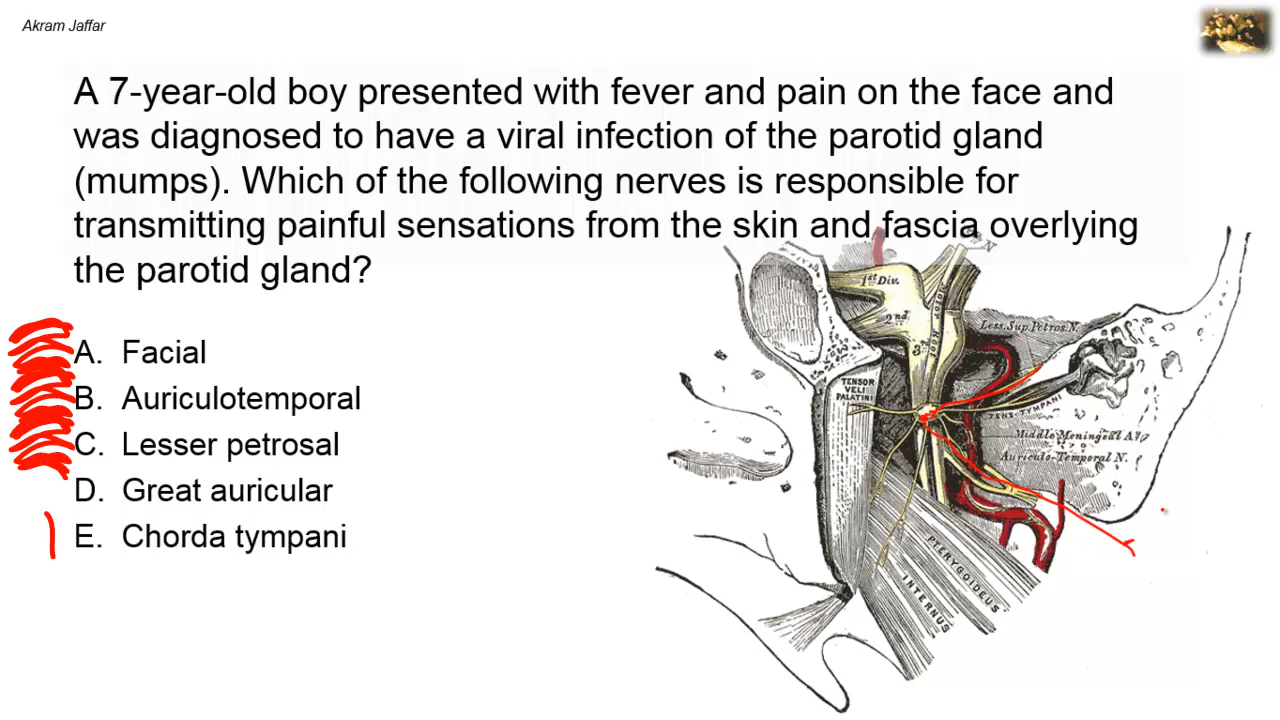 Akram Jaffar
A 7-year-old boy presented with fever and pain on the face and
was diagnosed to have a viral infection of the parotid gland
(mumps). Which of the following nerves is responsible for
transmitting painful sensations from the skin and fascia overlying
the parotid gland?
A. Facial
B. Auriculotemporal
C. Lesser petrosal
D. Great auricular
E. Chorda tympani
N
1st Div.
2nd
3rd
MOTOR ROOT
Less. Sup. Petros. N.
TENSOR
VELI
PALATINI
TENS. TYMPANI
Middle Meningeal A.
Auriculo-Temporal N.
PTERYGOIDEUS
INTERNUS